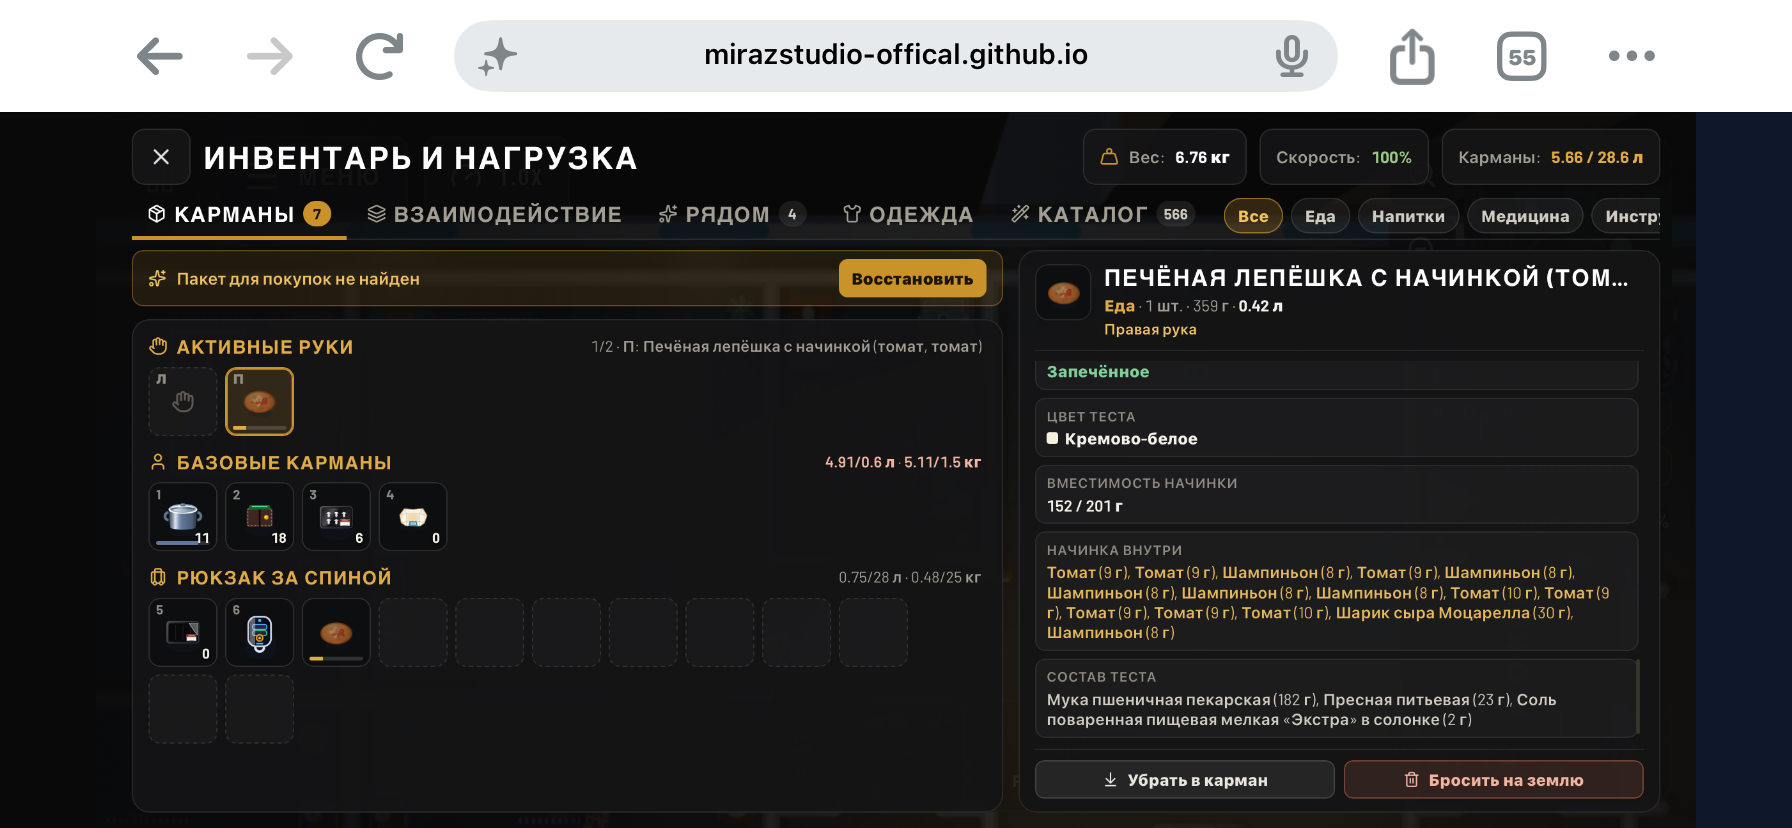 mirazstudio-offical.github.io
55
ИНВЕНТАРЬ И НАГРУЗКА
Вес: 6.76 кг
Скорость: 100%
Карманы: 5.66 / 28.6 л
КАРМАНЫ 7
ВЗАИМОДЕЙСТВИЕ
РЯДОМ 4
ОДЕЖДА
КАТАЛОГ 566
Все
Еда
Напитки
Медицина
Инстру
Пакет для покупок не найден
Восстановить
АКТИВНЫЕ РУКИ
1/2 · П: Печёная лепёшка с начинкой (томат, томат)
Л
П
БАЗОВЫЕ КАРМАНЫ
4.91/0.6 л · 5.11/1.5 кг
1
11
2
18
3
6
4
0
РЮКЗАК ЗА СПИНОЙ
0.75/28 л · 0.48/25 кг
5
0
6
ПЕЧЁНАЯ ЛЕПЁШКА С НАЧИНКОЙ (ТОМ...
Еда · 1 шт. · 359 г · 0.42 л
Правая рука
Запечённое
ЦВЕТ ТЕСТА
Кремово-белое
ВМЕСТИМОСТЬ НАЧИНКИ
152 / 201 г
НАЧИНКА ВНУТРИ
Томат (9 г), Томат (9 г), Шампиньон (8 г), Томат (9 г), Шампиньон (8 г),
Шампиньон (8 г), Шампиньон (8 г), Шампиньон (8 г), Томат (10 г), Томат (9
г), Томат (9 г), Томат (9 г), Томат (10 г), Шарик сыра Моцарелла (30 г),
Шампиньон (8 г)
СОСТАВ ТЕСТА
Мука пшеничная пекарская (182 г), Пресная питьевая (23 г), Соль
поваренная пищевая мелкая «Экстра» в солонке (2 г)
Убрать в карман
Бросить на землю